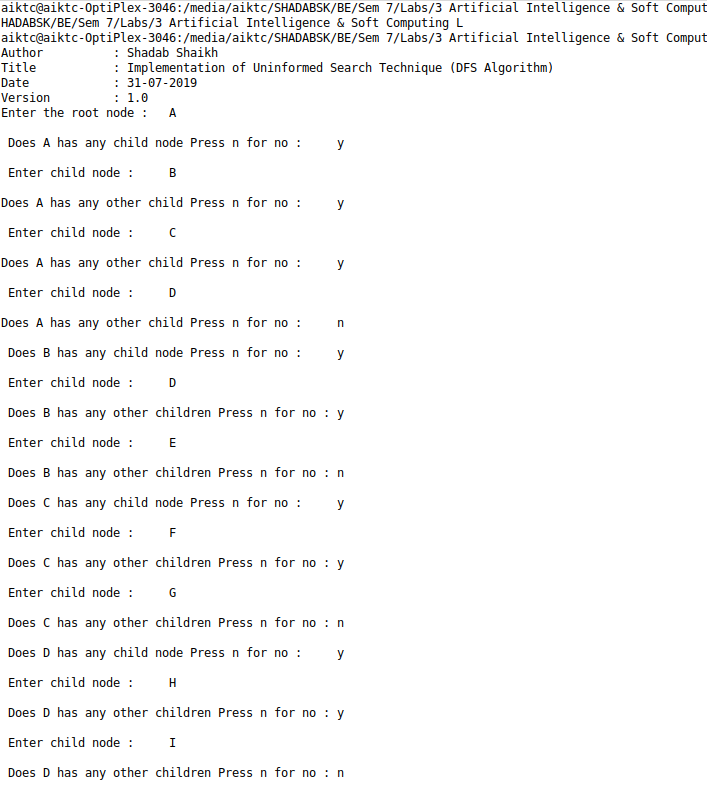 aiktc@aiktc-OptiPlex-3046:/media/aiktc/SHADABSK/BE/Sem 7/Labs/3 Artificial Intelligence & Soft Comput
HADABSK/BE/Sem 7/Labs/3 Artificial Intelligence & Soft Computing L
aiktc@aiktc-OptiPlex-3046:/media/aiktc/SHADABSK/BE/Sem 7/Labs/3 Artificial Intelligence & Soft Comput
Author : Shadab Shaikh
Title : Implementation of Uninformed Search Technique (DFS Algorithm)
Date : 31-07-2019
Version : 1.0
Enter the root node : A
Does A has any child node Press n for no : y
Enter child node : B
Does A has any other child Press n for no : y
Enter child node : C
Does A has any other child Press n for no : y
Enter child node : D
Does A has any other child Press n for no : n
Does B has any child node Press n for no : y
Enter child node : D
Does B has any other children Press n for no : y
Enter child node : E
Does B has any other children Press n for no : n
Does C has any child node Press n for no : y
Enter child node : F
Does C has any other children Press n for no : y
Enter child node : G
Does C has any other children Press n for no : n
Does D has any child node Press n for no : y
Enter child node : H
Does D has any other children Press n for no : y
Enter child node : I
Does D has any other children Press n for no : n